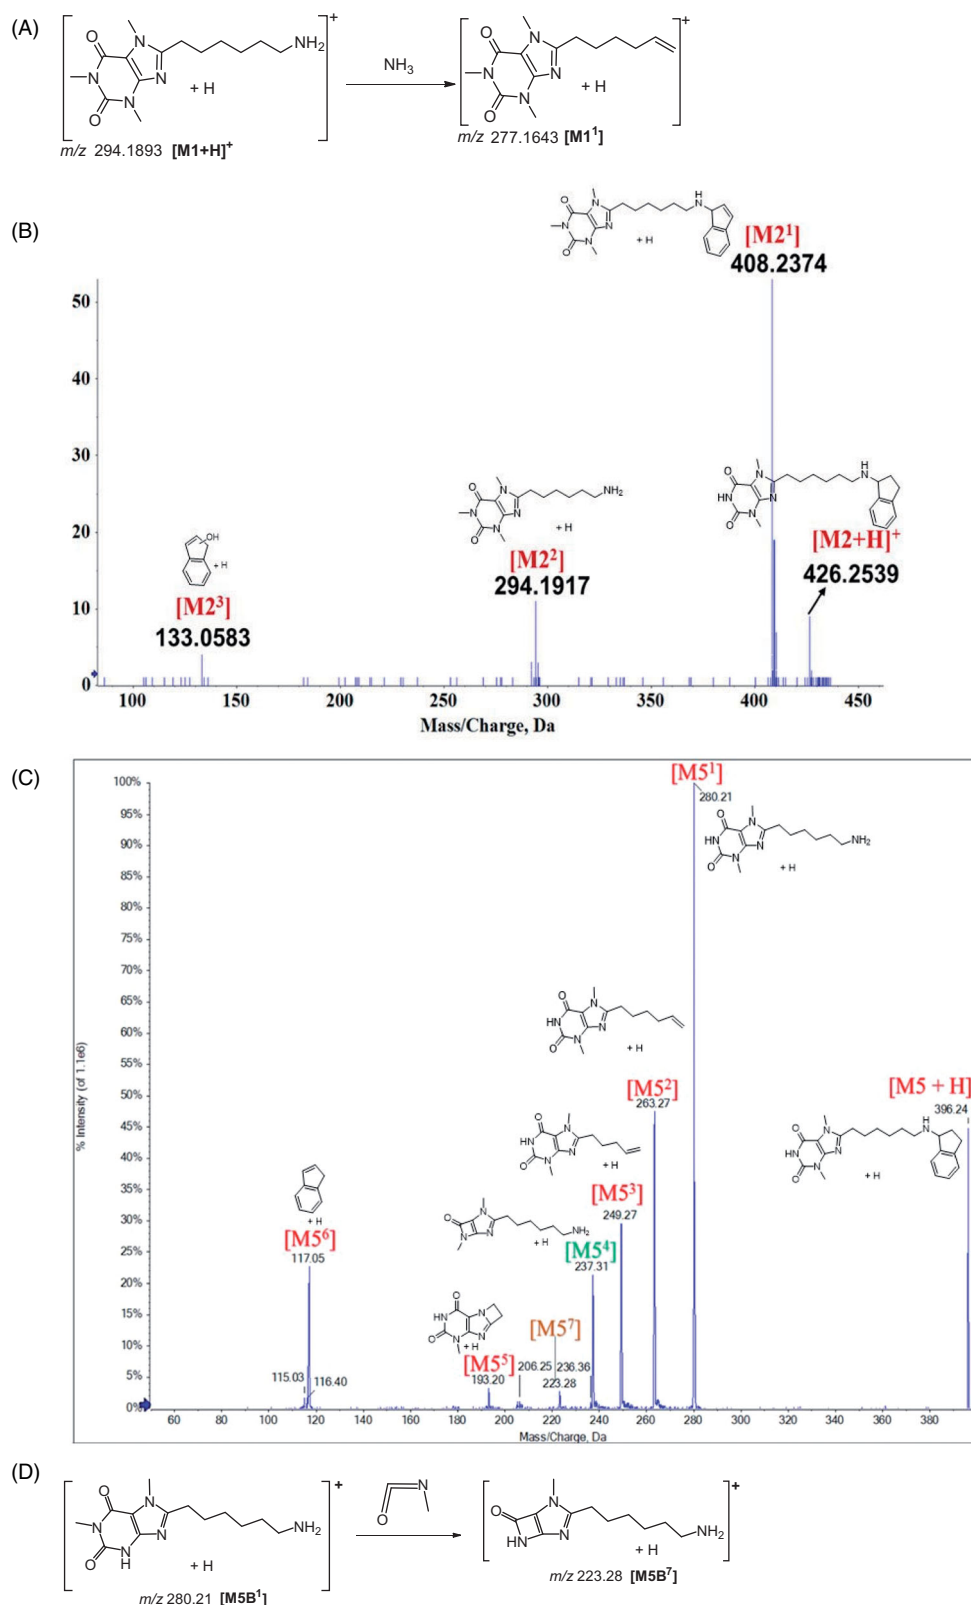 (A)
N
O
N
NH2
N
N
O
N
+ H
+
m/z 294.1893 [M1+H]+
NH3
N
O
N
N
N
O
N
+ H
+
m/z 277.1643 [M1¹]
(B)
N
O
N
H
N
N
N
O
N
+ H
[M2¹]
408.2374
50
40
30
20
10
0
OH
+ H
[M2³]
133.0583
N
O
N
NH2
N
N
O
N
+ H
[M2²]
294.1917
N
O
H
N
HN
N
O
N
[M2+H]+
426.2539
100
150
200
250
300
350
400
450
Mass/Charge, Da
(C)
100%
95%
90%
85%
80%
75%
70%
65%
60%
55%
50%
45%
40%
35%
30%
25%
20%
15%
10%
5%
0%
% Intensity (of 1.1e6)
[M5¹]
280.21
O
N
HN
N
NH2
O
N
+ H
O
N
HN
N
O
N
+ H
[M5²]
263.27
O
N
HN
N
O
N
+ H
[M5³]
249.27
[M5 + H]
396.24
O
N
H
N
HN
N
O
N
+ H
+ H
[M5⁶]
117.05
115.03
116.40
O
N
N
N
NH2
+ H
[M5⁴]
237.31
O
HN
N
O
N
N
+ H
[M5⁵]
193.20
[M5⁷]
206.25
236.36
223.28
60
80
100
120
140
160
180
200
220
240
260
280
300
320
340
360
380
Mass/Charge, Da
(D)
O
N
N
N
NH2
O
N
H
+ H
+
m/z 280.21 [M5B¹]
N
O
O
N
HN
N
NH2
+ H
+
m/z 223.28 [M5B⁷]